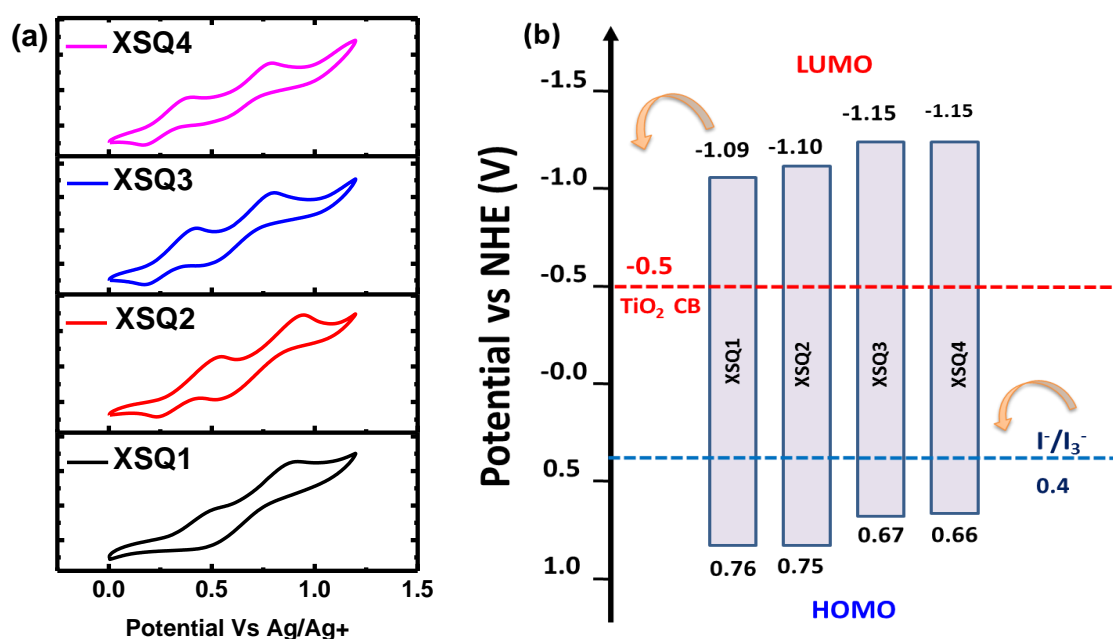 (a)
XSQ4
XSQ3
XSQ2
XSQ1
0.0 0.5 1.0 1.5
Potential Vs Ag/Ag+
(b)
LUMO
Potential vs NHE (V)
-1.5
-1.0
-0.5
-0.0
0.5
1.0
-1.09
-1.10
-1.15
-1.15
-0.5
TiO₂ CB
XSQ1
XSQ2
XSQ3
XSQ4
I⁻/I₃⁻
0.4
0.76
0.75
0.67
0.66
HOMO